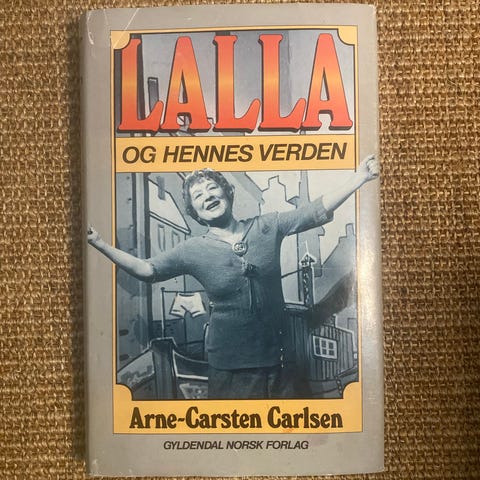 LALLA
OG HENNES VERDEN
Arne-Carsten Carlsen
GYLDENDAL NORSK FORLAG